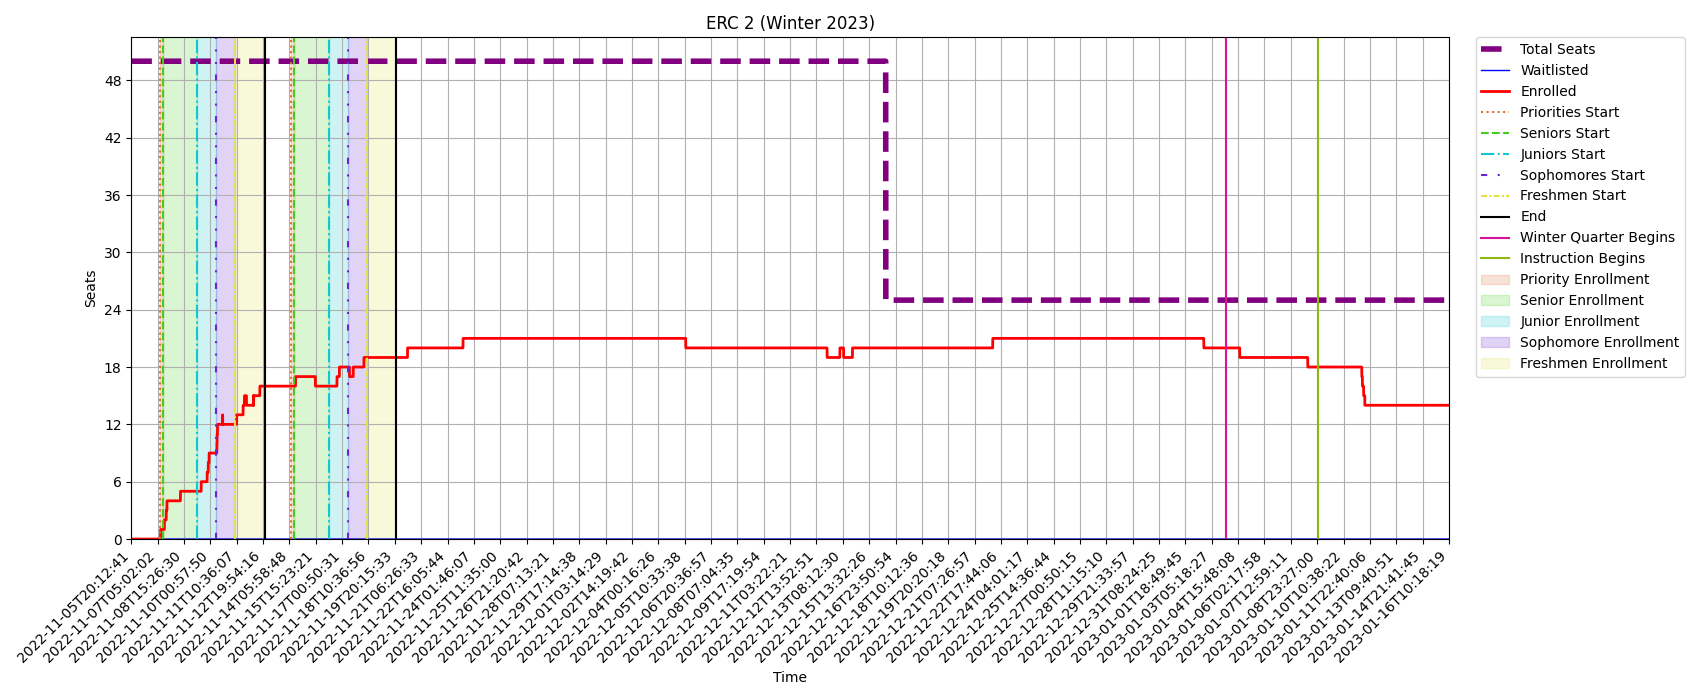 ERC 2 (Winter 2023)
Seats
48
42
36
30
24
18
12
6
0
2022-11-05T20:12:41
2022-11-07T05:02:02
2022-11-08T15:26:30
2022-11-10T00:57:50
2022-11-11T10:36:07
2022-11-12T19:54:16
2022-11-14T05:58:48
2022-11-15T15:23:21
2022-11-17T00:50:31
2022-11-18T10:36:56
2022-11-19T20:15:33
2022-11-21T06:26:33
2022-11-22T16:05:44
2022-11-24T01:46:07
2022-11-25T11:35:00
2022-11-26T21:20:42
2022-11-28T07:13:21
2022-11-29T17:14:38
2022-12-01T03:14:29
2022-12-02T14:19:42
2022-12-04T00:16:26
2022-12-05T10:33:38
2022-12-06T20:36:57
2022-12-08T07:04:35
2022-12-09T17:19:54
2022-12-11T03:22:21
2022-12-12T13:52:51
2022-12-13T08:12:30
2022-12-15T13:32:26
2022-12-16T23:50:54
2022-12-18T10:12:36
2022-12-19T20:20:18
2022-12-21T07:26:57
2022-12-22T17:44:06
2022-12-24T04:01:17
2022-12-25T14:36:44
2022-12-27T00:50:15
2022-12-28T11:15:10
2022-12-29T21:33:57
2022-12-31T08:24:25
2023-01-01T18:49:45
2023-01-03T05:18:27
2023-01-04T15:48:08
2023-01-06T02:17:58
2023-01-07T12:59:11
2023-01-08T23:27:00
2023-01-10T10:38:22
2023-01-11T22:40:06
2023-01-13T09:40:51
2023-01-14T21:41:45
2023-01-16T10:18:19
Time
Total Seats
Waitlisted
Enrolled
Priorities Start
Seniors Start
Juniors Start
Sophomores Start
Freshmen Start
End
Winter Quarter Begins
Instruction Begins
Priority Enrollment
Senior Enrollment
Junior Enrollment
Sophomore Enrollment
Freshmen Enrollment